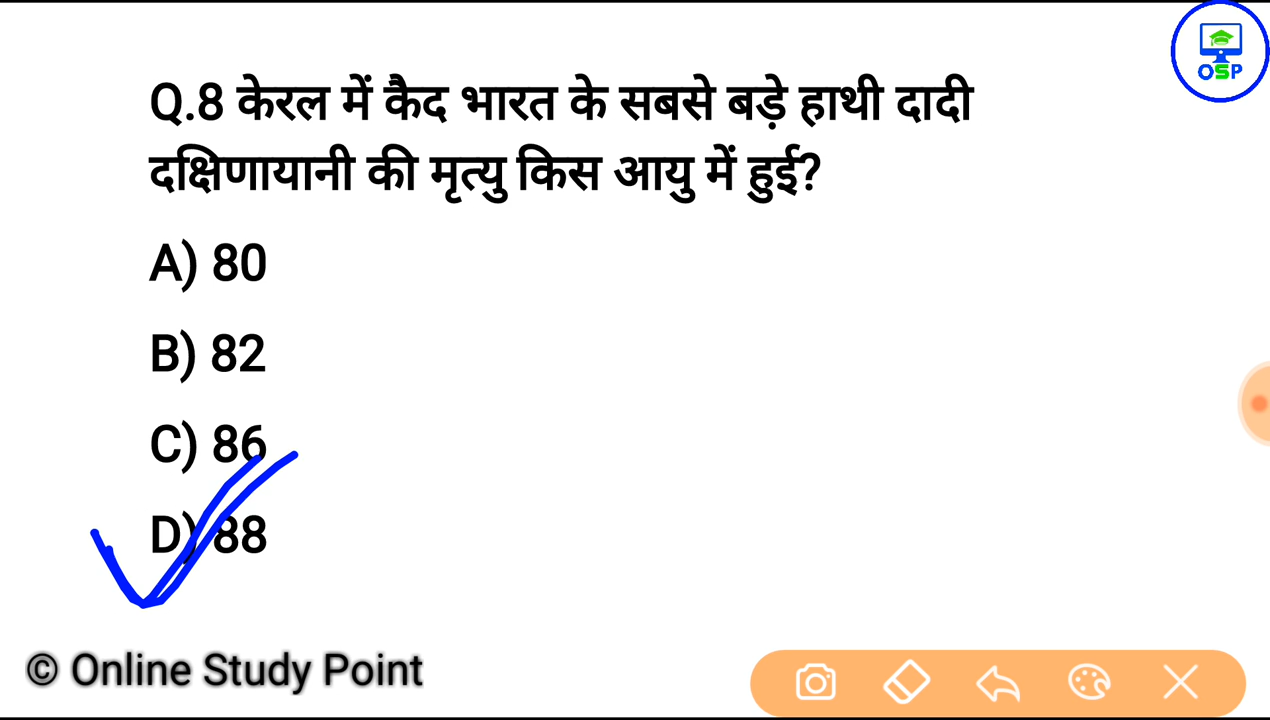 OSP
Q.8 केरल में कैद भारत के सबसे बड़े हाथी दादी
दक्षिणायानी की मृत्यु किस आयु में हुई?
A) 80
B) 82
C) 86
D) 88
© Online Study Point